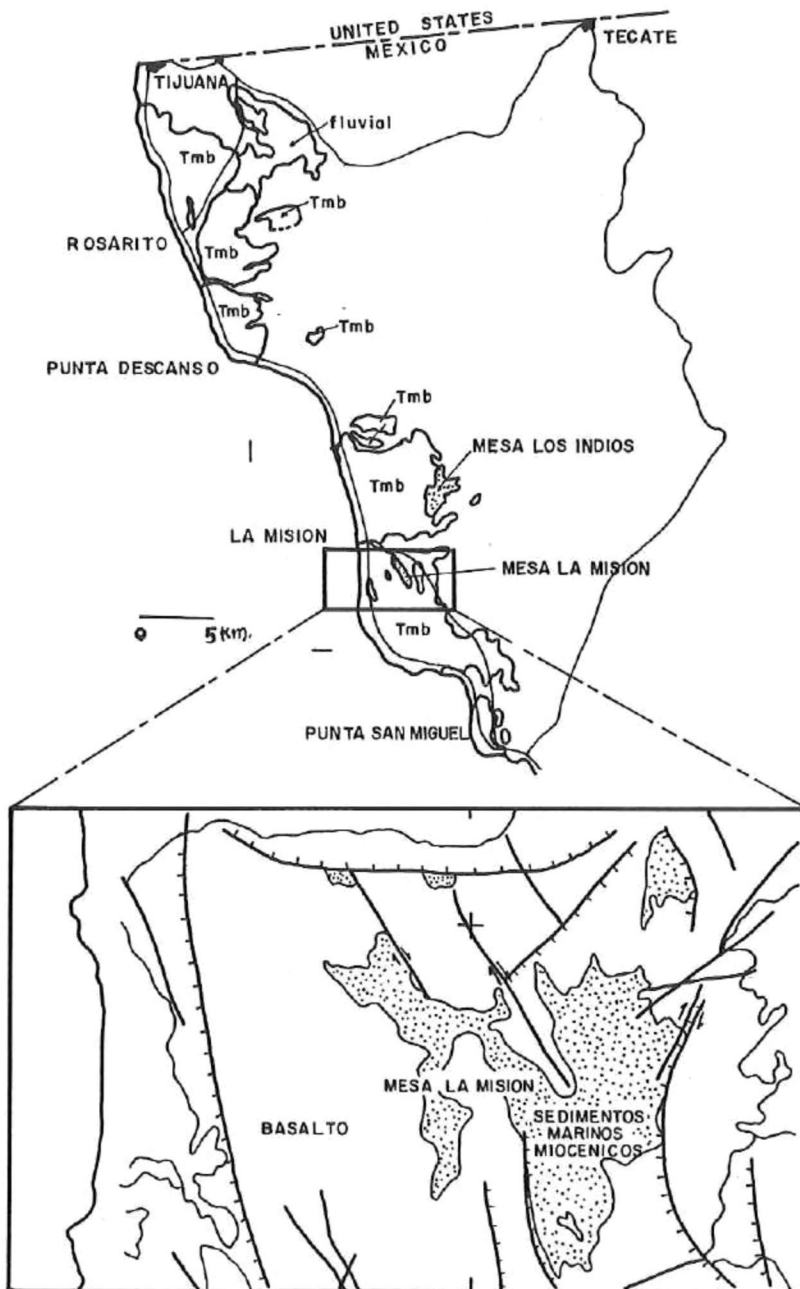 UNITED STATES
MEXICO
TECATE
TIJUANA
fluvial
Tmb
Tmb
ROSARITO
Tmb
Tmb
Tmb
PUNTA DESCANSO
Tmb
MESA LOS INDIOS
Tmb
LA MISION
MESA LA MISION
0 5 Km.
Tmb
PUNTA SAN MIGUEL
MESA LA MISION
BASALTO
SEDIMENTOS
MARINOS
MIOCENICOS